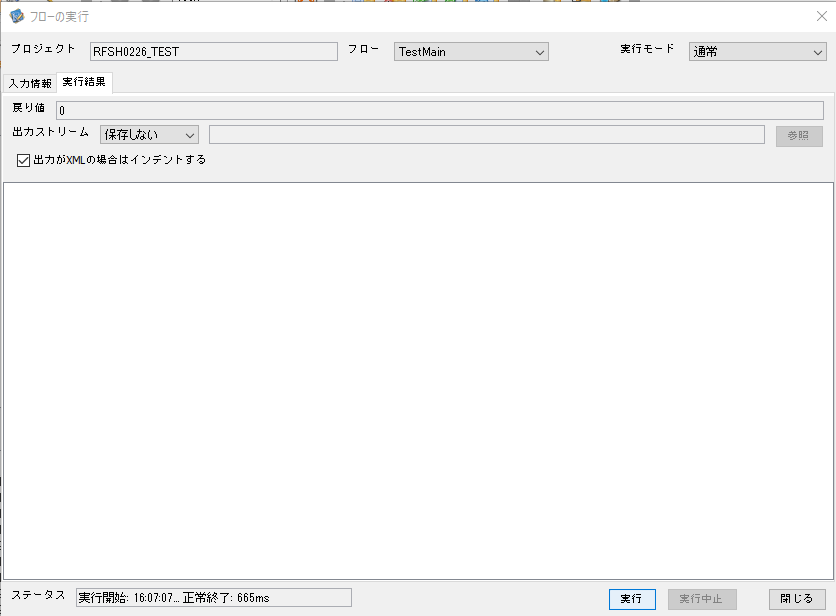 フローの実行
プロジェクト RFSH0226_TEST フロー TestMain 実行モード 通常
入力情報 実行結果
戻り値 0
出力ストリーム 保存しない 参照
出力がXMLの場合はインデントする
ステータス 実行開始: 16:07:07... 正常終了: 665ms 実行 実行中止 閉じる